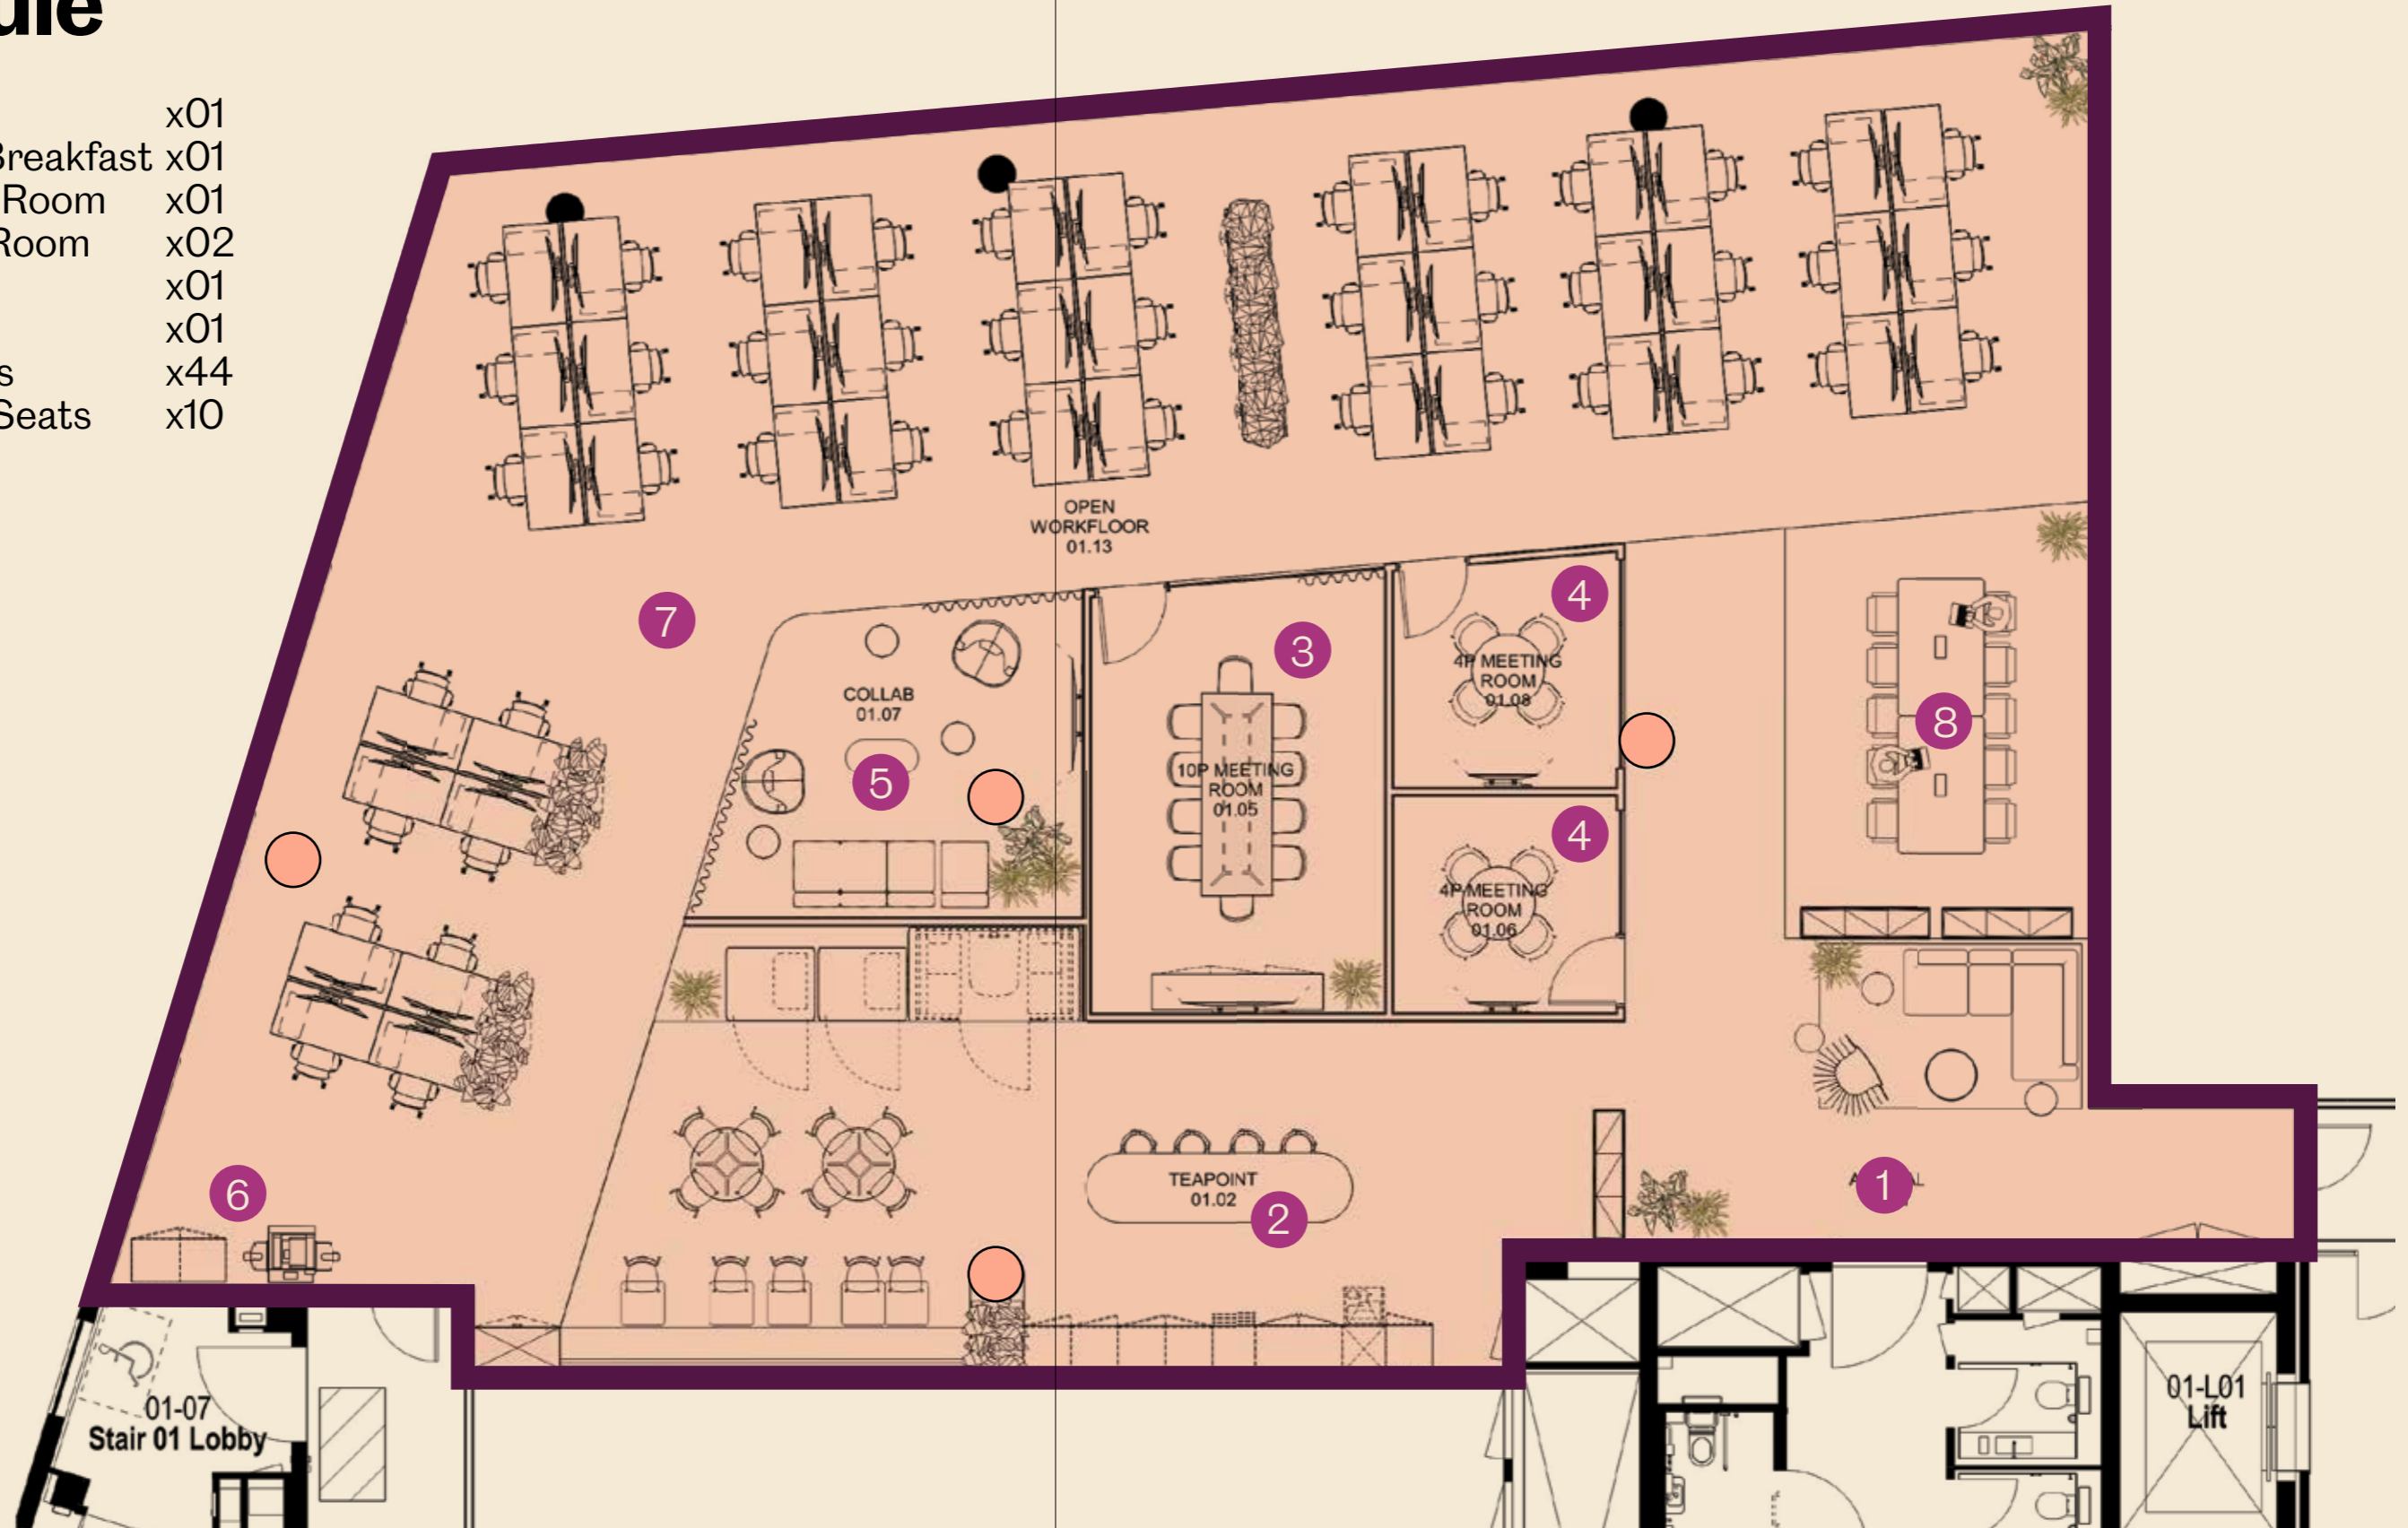 x01
Breakfast x01
Room x01
Room x02
x01
x01
s x44
Seats x10
OPEN
WORKFLOOR
01.13
7
COLLAB
01.07
5
3
10P MEETING
ROOM
01.05
4
4P MEETING
ROOM
01.08
4
4P MEETING
ROOM
01.06
8
6
TEAPOINT
01.02
2
1
01-07
Stair 01 Lobby
01-L01
Lift